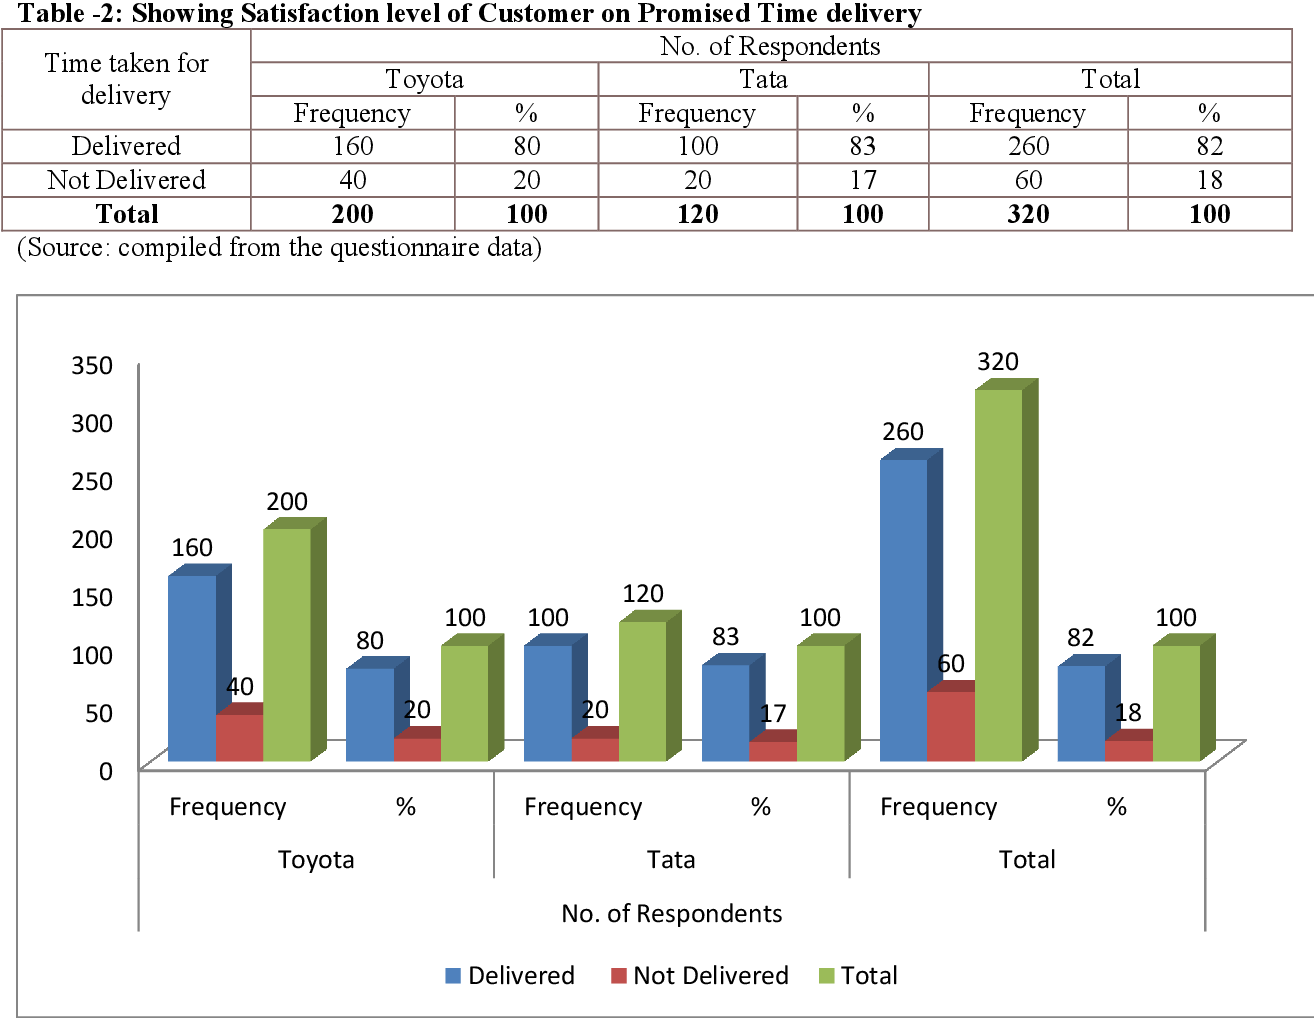 Table -2: Showing Satisfaction level of Customer on Promised Time delivery
Time taken for delivery No. of Respondents
Toyota Tata Total
Frequency % Frequency % Frequency %
Delivered 160 80 100 83 260 82
Not Delivered 40 20 20 17 60 18
Total 200 100 120 100 320 100
(Source: compiled from the questionnaire data)
350
300
250
200
150
100
50
0
160 40 200
80 20 100
100 20 120
83 17 100
260 60 320
82 18 100
Frequency % Frequency % Frequency %
Toyota Tata Total
No. of Respondents
Delivered Not Delivered Total